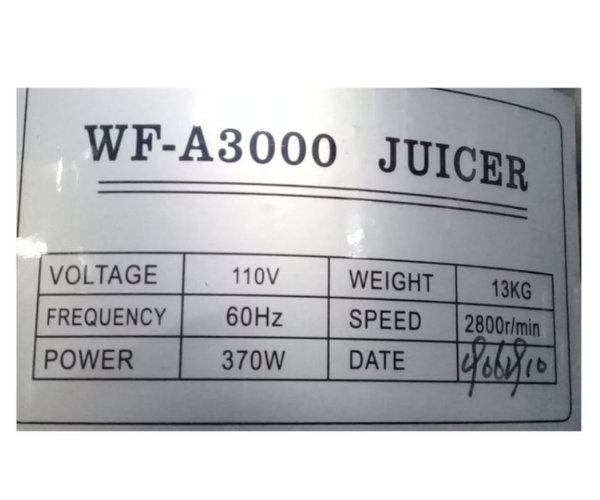 WF-A3000 JUICER
VOLTAGE 110V WEIGHT 13KG
FREQUENCY 60Hz SPEED 2800r/min
POWER 370W DATE